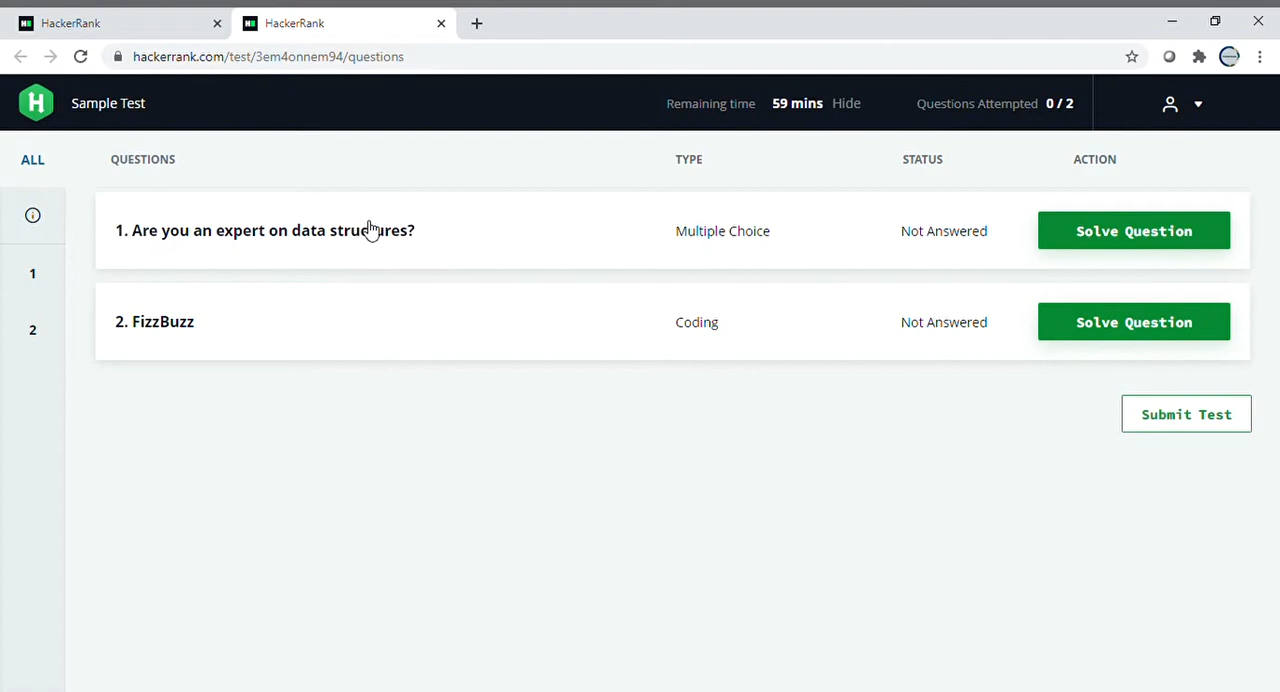 HackerRank
HackerRank
hackerrank.com/test/3em4onnem94/questions
Sample Test
Remaining time 59 mins Hide
Questions Attempted 0 / 2
ALL
QUESTIONS TYPE STATUS ACTION
1. Are you an expert on data structures? Multiple Choice Not Answered Solve Question
1
2. FizzBuzz Coding Not Answered Solve Question
2
Submit Test